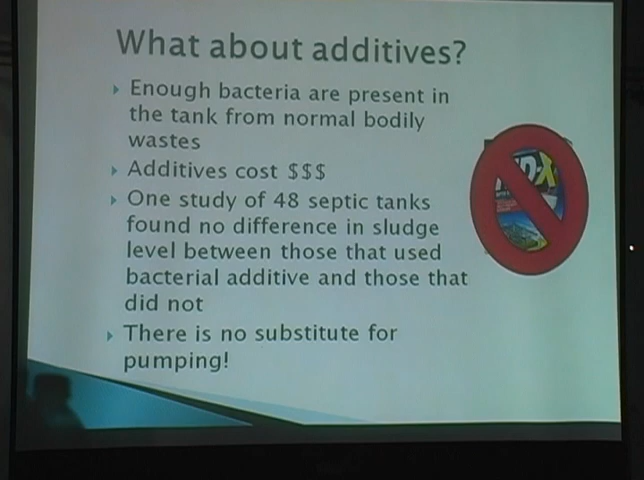 What about additives?
Enough bacteria are present in
the tank from normal bodily
wastes
Additives cost $$$
One study of 48 septic tanks
found no difference in sludge
level between those that used
bacterial additive and those that
did not
There is no substitute for
pumping!